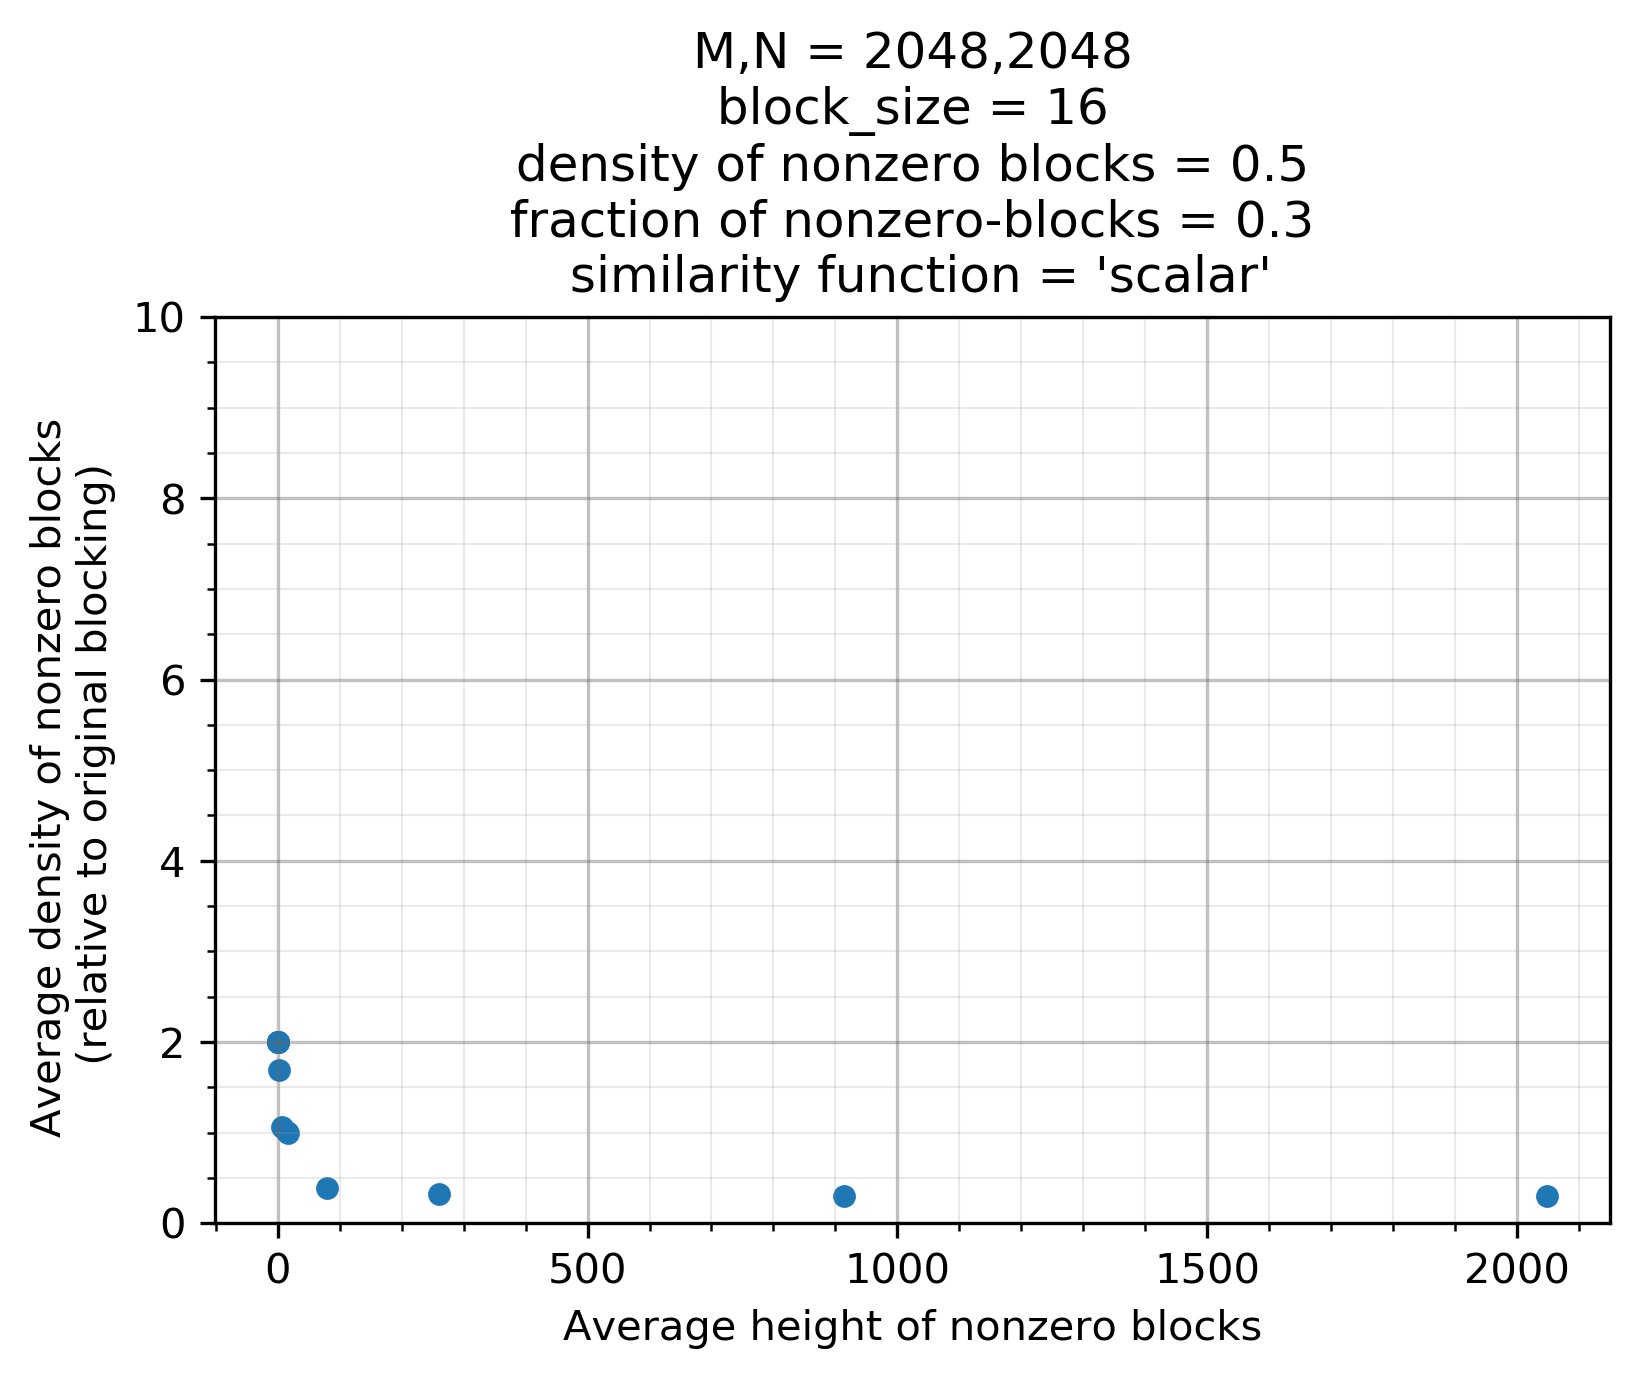 M,N = 2048,2048
block_size = 16
density of nonzero blocks = 0.5
fraction of nonzero-blocks = 0.3
similarity function = 'scalar'
10
8
6
4
2
0
Average density of nonzero blocks
(relative to original blocking)
0 500 1000 1500 2000
Average height of nonzero blocks